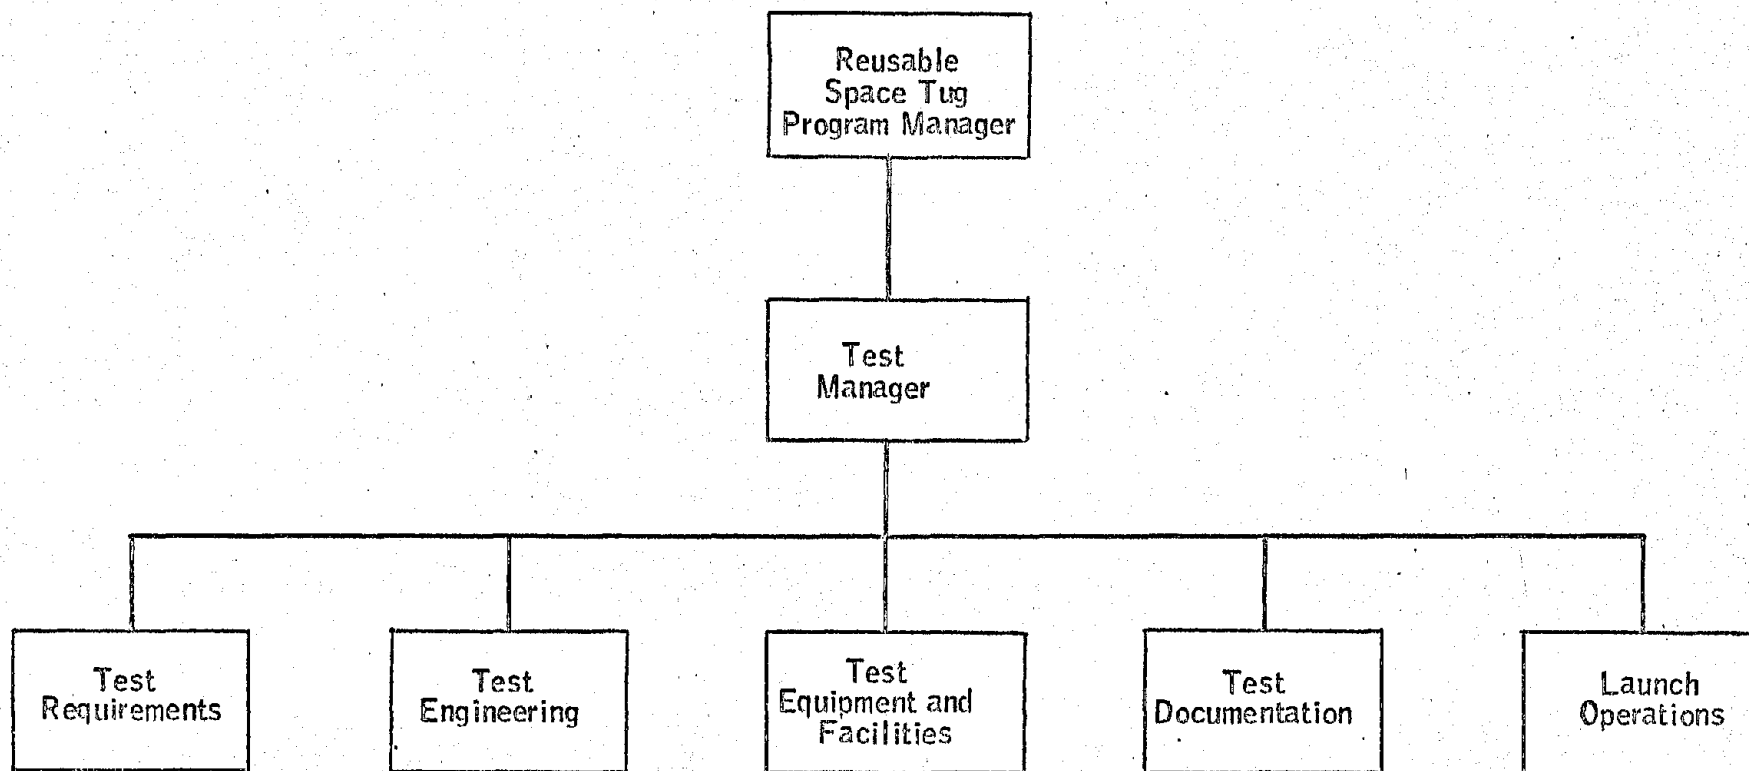 Reusable
Space Tug
Program Manager
Test
Manager
Test
Requirements
Test
Engineering
Test
Equipment and
Facilities
Test
Documentation
Launch
Operations